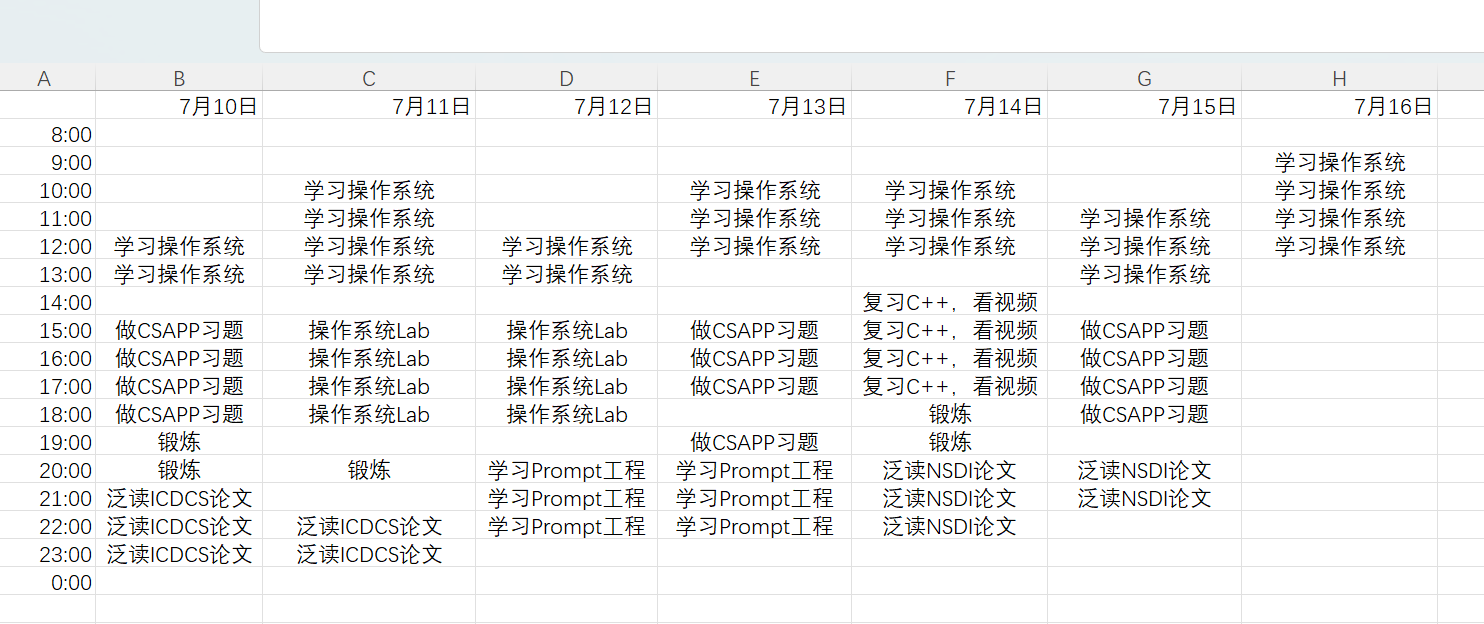 A B C D E F G H
7月10日 7月11日 7月12日 7月13日 7月14日 7月15日 7月16日
8:00
9:00 学习操作系统
10:00 学习操作系统 学习操作系统 学习操作系统 学习操作系统
11:00 学习操作系统 学习操作系统 学习操作系统 学习操作系统 学习操作系统
12:00 学习操作系统 学习操作系统 学习操作系统 学习操作系统 学习操作系统 学习操作系统 学习操作系统
13:00 学习操作系统 学习操作系统 学习操作系统 学习操作系统
14:00 复习C++，看视频
15:00 做CSAPP习题 操作系统Lab 操作系统Lab 做CSAPP习题 复习C++，看视频 做CSAPP习题
16:00 做CSAPP习题 操作系统Lab 操作系统Lab 做CSAPP习题 复习C++，看视频 做CSAPP习题
17:00 做CSAPP习题 操作系统Lab 操作系统Lab 做CSAPP习题 复习C++，看视频 做CSAPP习题
18:00 做CSAPP习题 操作系统Lab 操作系统Lab 锻炼 做CSAPP习题
19:00 锻炼 做CSAPP习题 锻炼
20:00 锻炼 锻炼 学习Prompt工程 学习Prompt工程 泛读NSDI论文 泛读NSDI论文
21:00 泛读ICDCS论文 学习Prompt工程 学习Prompt工程 泛读NSDI论文 泛读NSDI论文
22:00 泛读ICDCS论文 泛读ICDCS论文 学习Prompt工程 学习Prompt工程 泛读NSDI论文
23:00 泛读ICDCS论文 泛读ICDCS论文
0:00